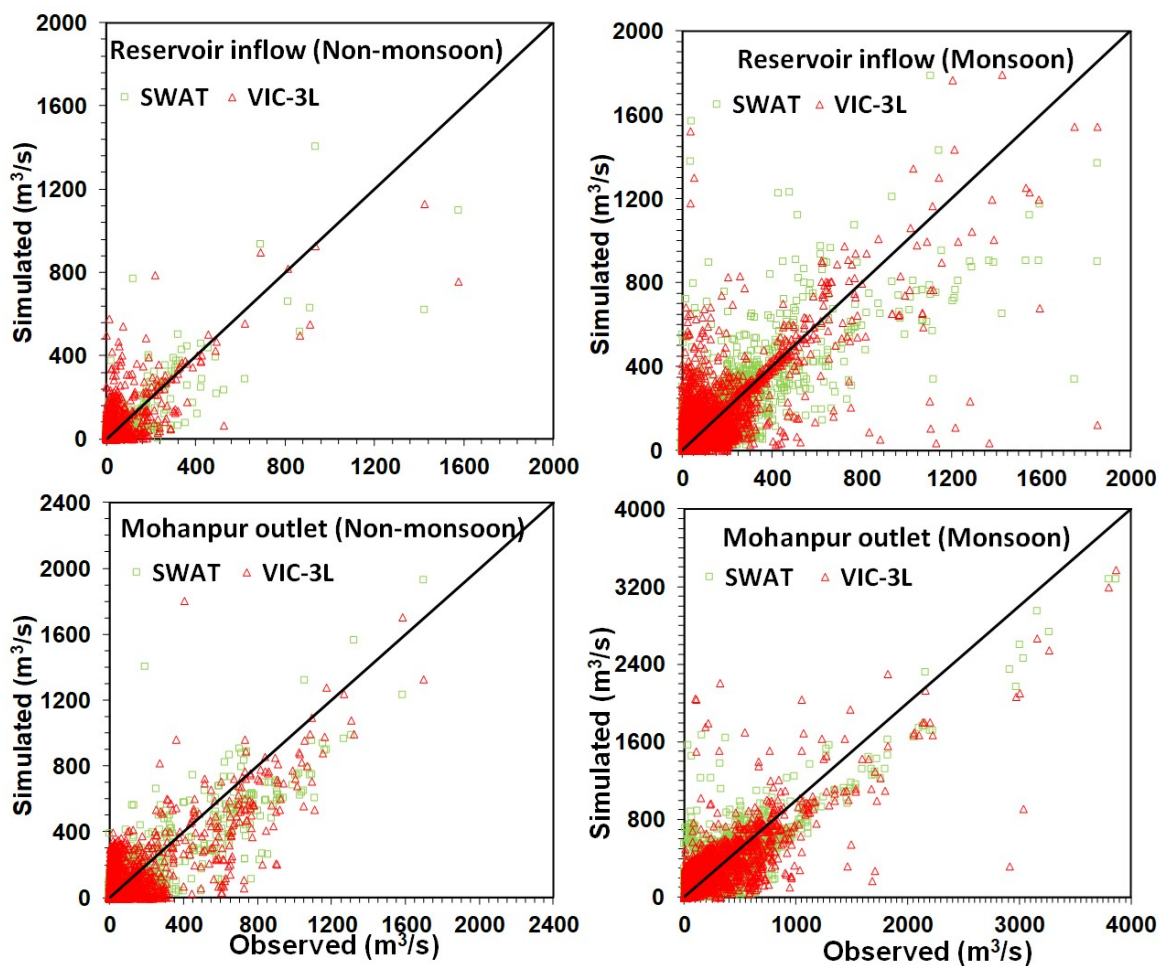 Reservoir inflow (Non-monsoon)
SWAT VIC-3L
Simulated (m³/s)
2000
1600
1200
800
400
0
0 400 800 1200 1600 2000
Reservoir inflow (Monsoon)
SWAT VIC-3L
Simulated (m³/s)
2000
1600
1200
800
400
0
0 400 800 1200 1600 2000
Mohanpur outlet (Non-monsoon)
SWAT VIC-3L
Simulated (m³/s)
2400
2000
1600
1200
800
400
0
0 400 800 1200 1600 2000 2400
Observed (m³/s)
Mohanpur outlet (Monsoon)
SWAT VIC-3L
Simulated (m³/s)
4000
3200
2400
1600
800
0
0 1000 2000 3000 4000
Observed (m³/s)